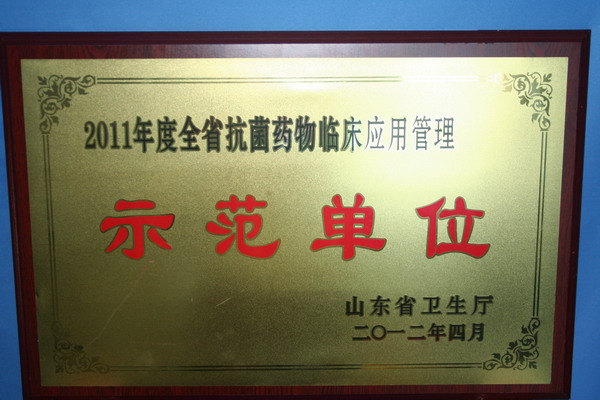 2011年度全省抗菌药物临床应用管理
示范单位
山东省卫生厅
二〇一二年四月